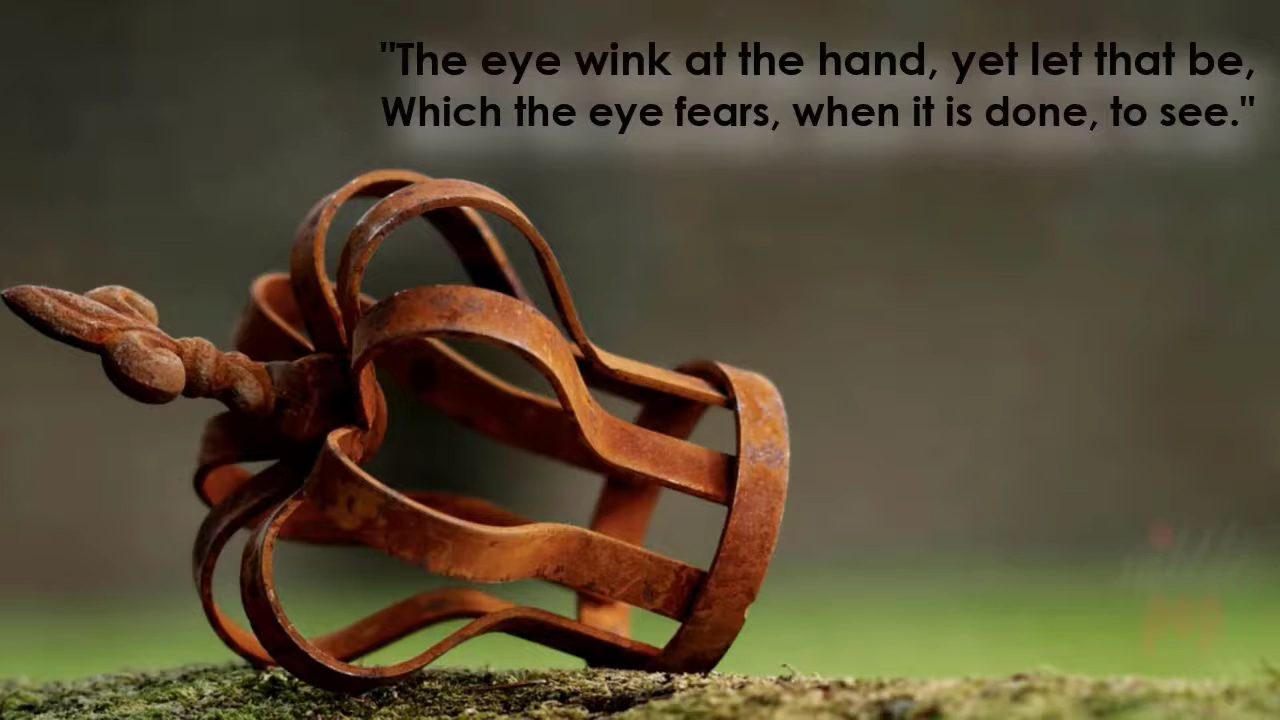 "The eye wink at the hand, yet let that be,
Which the eye fears, when it is done, to see."